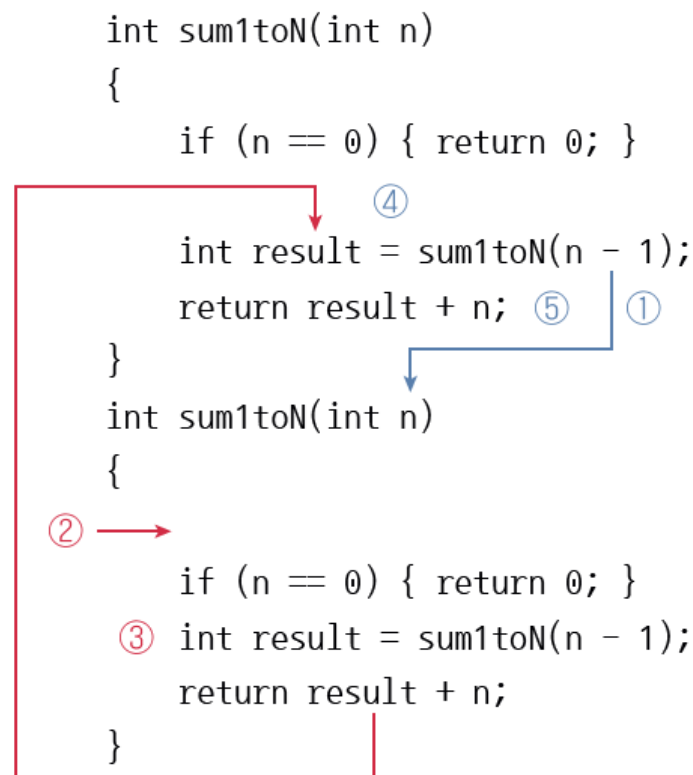 int sum1toN(int n)
{
if (n == 0) { return 0; }
④
int result = sum1toN(n - 1);
return result + n; ⑤ ①
}
int sum1toN(int n)
{
②
if (n == 0) { return 0; }
③ int result = sum1toN(n - 1);
return result + n;
}